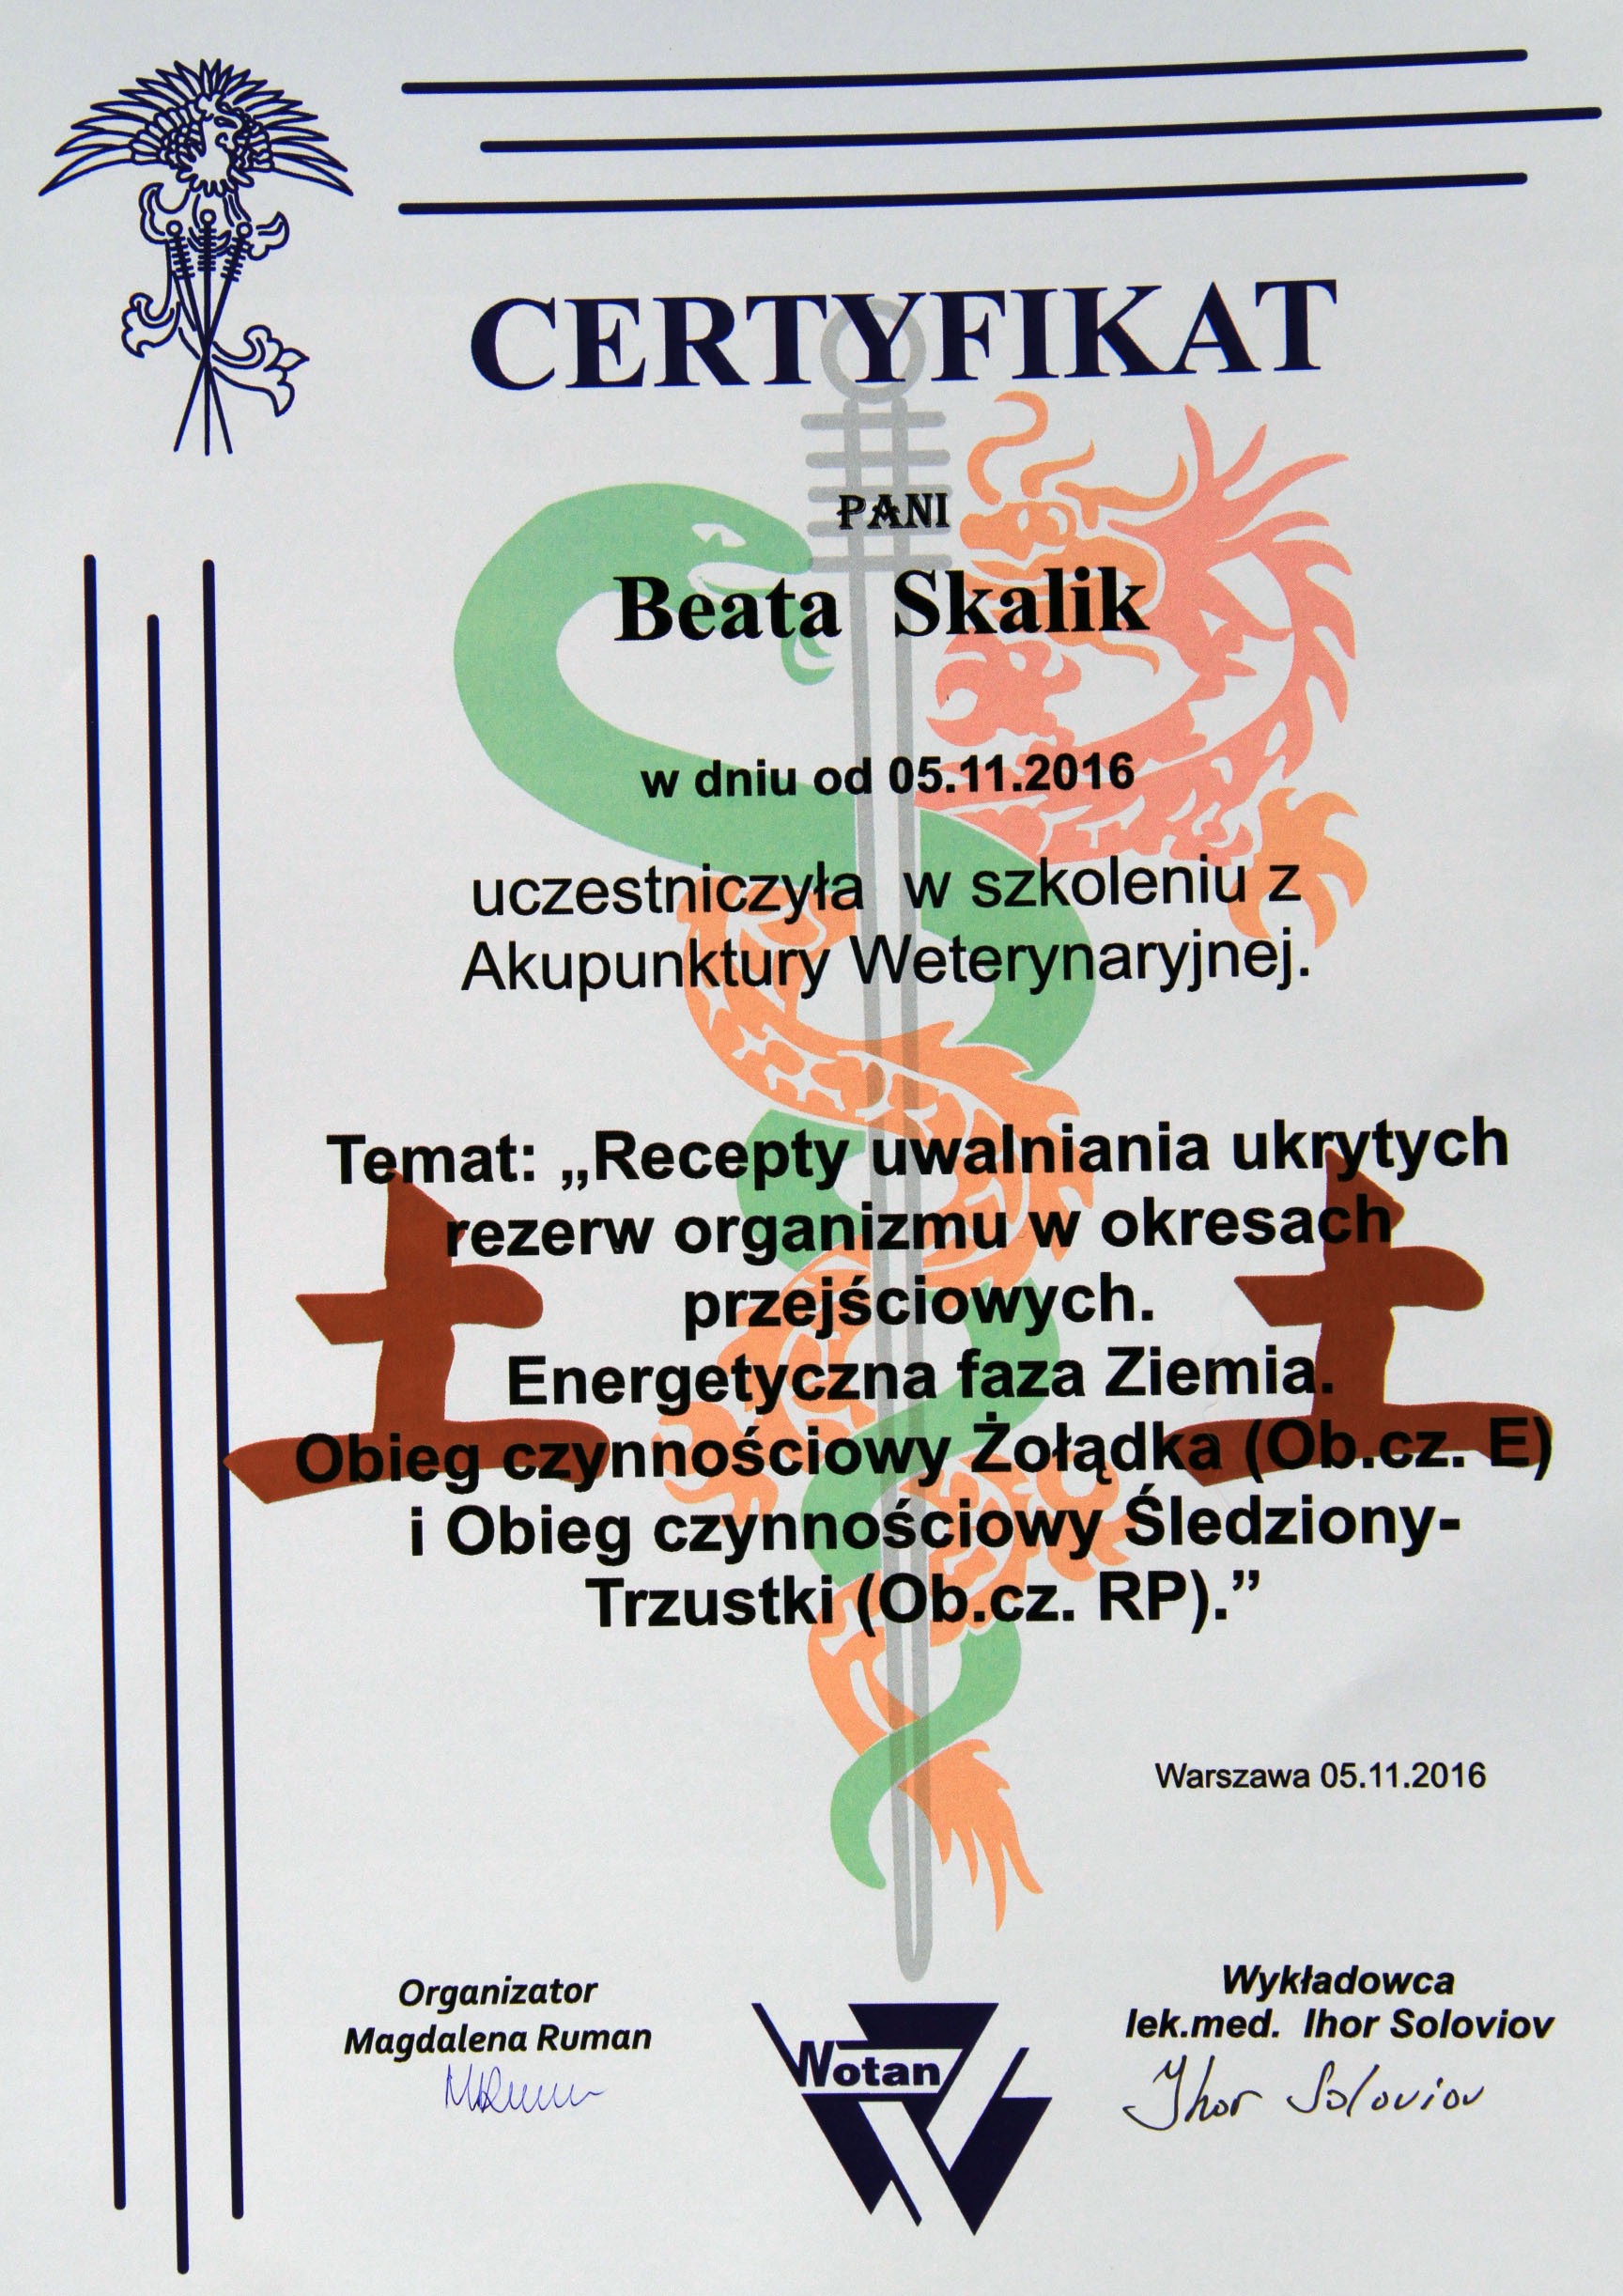 CERTYFIKAT
PANI
Beata Skalik
w dniu od 05.11.2016
uczestniczyła w szkoleniu z
Akupunktury Weterynaryjnej.
Temat: „Recepty uwalniania ukrytych
rezerw organizmu w okresach
przejściowych.
Energetyczna faza Ziemia.
Obieg czynnościowy Żołądka (Ob.cz. E)
i Obieg czynnościowy Śledziony-
Trzustki (Ob.cz. RP).”
土 土
Warszawa 05.11.2016
Organizator
Magdalena Ruman
Wotan
Wykładowca
lek.med. Ihor Soloviov
Ihor Soloviov